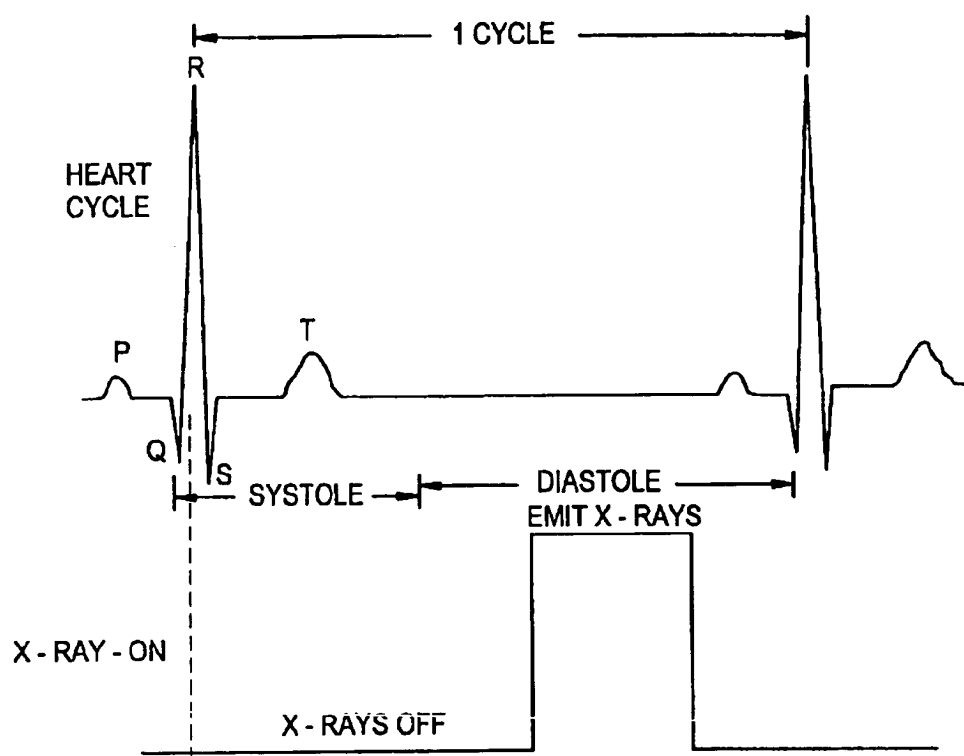 1 CYCLE
R
HEART
CYCLE
T
P
Q
S
SYSTOLE
DIASTOLE
EMIT X - RAYS
X - RAY - ON
X - RAYS OFF